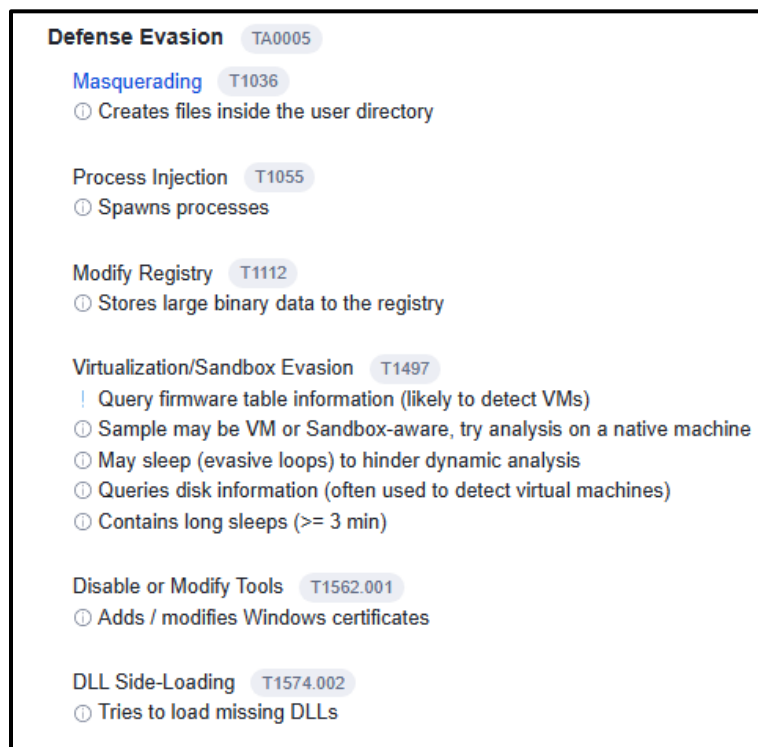 Defense Evasion TA0005
Masquerading T1036
Creates files inside the user directory
Process Injection T1055
Spawns processes
Modify Registry T1112
Stores large binary data to the registry
Virtualization/Sandbox Evasion T1497
! Query firmware table information (likely to detect VMs)
Sample may be VM or Sandbox-aware, try analysis on a native machine
May sleep (evasive loops) to hinder dynamic analysis
Queries disk information (often used to detect virtual machines)
Contains long sleeps (>= 3 min)
Disable or Modify Tools T1562.001
Adds / modifies Windows certificates
DLL Side-Loading T1574.002
Tries to load missing DLLs